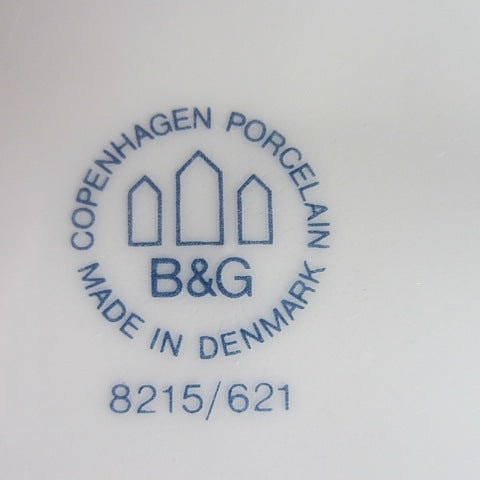 COPENHAGEN PORCELAIN
B&G
MADE IN DENMARK
8215/621